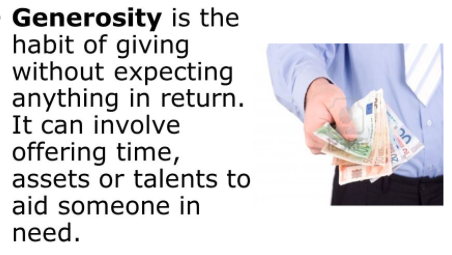 Generosity is the
habit of giving
without expecting
anything in return.
It can involve
offering time,
assets or talents to
aid someone in
need.